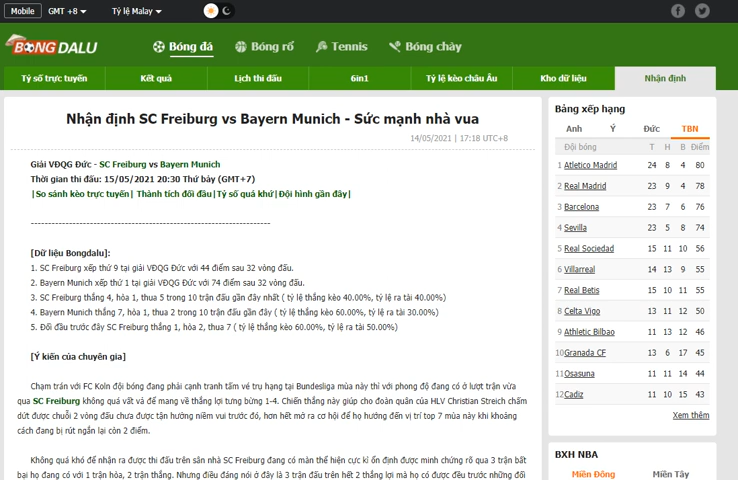 Mobile GMT +8 Tỷ lệ Malay
BONGDALU Bóng đá Bóng rổ Tennis Bóng chày
Tỷ số trực tuyến Kết quả Lịch thi đấu 6in1 Tỷ lệ kèo châu Âu Kho dữ liệu Nhận định
Nhận định SC Freiburg vs Bayern Munich - Sức mạnh nhà vua
14/05/2021 | 17:18 UTC+8
Giải VĐQG Đức - SC Freiburg vs Bayern Munich
Thời gian thi đấu: 15/05/2021 20:30 Thứ bảy (GMT+7)
|So sánh kèo trực tuyến| Thành tích đối đầu|Tỷ số quá khứ|Đội hình gần đây|
----------------------------------------------------------------------
[Dữ liệu Bongdalu]:
1. SC Freiburg xếp thứ 9 tại giải VĐQG Đức với 44 điểm sau 32 vòng đấu.
2. Bayern Munich xếp thứ 1 tại giải VĐQG Đức với 74 điểm sau 32 vòng đấu.
3. SC Freiburg thắng 4, hòa 1, thua 5 trong 10 trận đấu gần đây nhất ( tỷ lệ thắng kèo 40.00%, tỷ lệ ra tài 40.00%)
4. Bayern Munich thắng 7, hòa 1, thua 2 trong 10 trận đấu gần đây ( tỷ lệ thắng kèo 60.00%, tỷ lệ ra tài 30.00%)
5. Đối đầu trước đây SC Freiburg thắng 1, hòa 2, thua 7 ( tỷ lệ thắng kèo 60.00%, tỷ lệ ra tài 50.00%)
[Ý kiến của chuyên gia]
Chạm trán với FC Koln đội bóng đang phải cạnh tranh tấm vé trụ hạng tại Bundesliga mùa này thì với phong độ đang có ở lượt trận vừa
qua SC Freiburg không quá vất vả để mang về thắng lợi tưng bừng 1-4. Chiến thắng này giúp cho đoàn quân của HLV Christian Streich chấm
dứt được chuỗi 2 vòng đấu chưa được tận hưởng niềm vui trước đó, hơn hết mở ra cơ hội để họ hướng đến vị trí top 7 mùa này khi khoảng
cách đang bị rút ngắn lại còn 2 điểm.
Không quá khó để nhận ra được thi đấu trên sân nhà SC Freiburg đang có màn thể hiện cực kì ổn định được minh chứng rõ qua 3 trận bất
bại họ đang có với 1 trận hòa, 2 trận thắng. Nhưng điều đáng nói ở đây là 3 trận đấu trên hết 2 thắng lợi mà họ có được đều trước những đối
Bảng xếp hạng
Anh Ý Đức TBN
Đội bóng T H B Điểm
1 Atletico Madrid 24 8 4 80
2 Real Madrid 23 9 4 78
3 Barcelona 23 7 6 76
4 Sevilla 23 5 8 74
5 Real Sociedad 15 11 10 56
6 Villarreal 14 13 9 55
7 Real Betis 15 10 11 55
8 Celta Vigo 13 11 12 50
9 Athletic Bilbao 11 13 12 46
10 Granada CF 13 6 17 45
11 Osasuna 11 11 14 44
12 Cadiz 11 10 15 43
Xem thêm
BXH NBA
Miền Đông Miền Tây